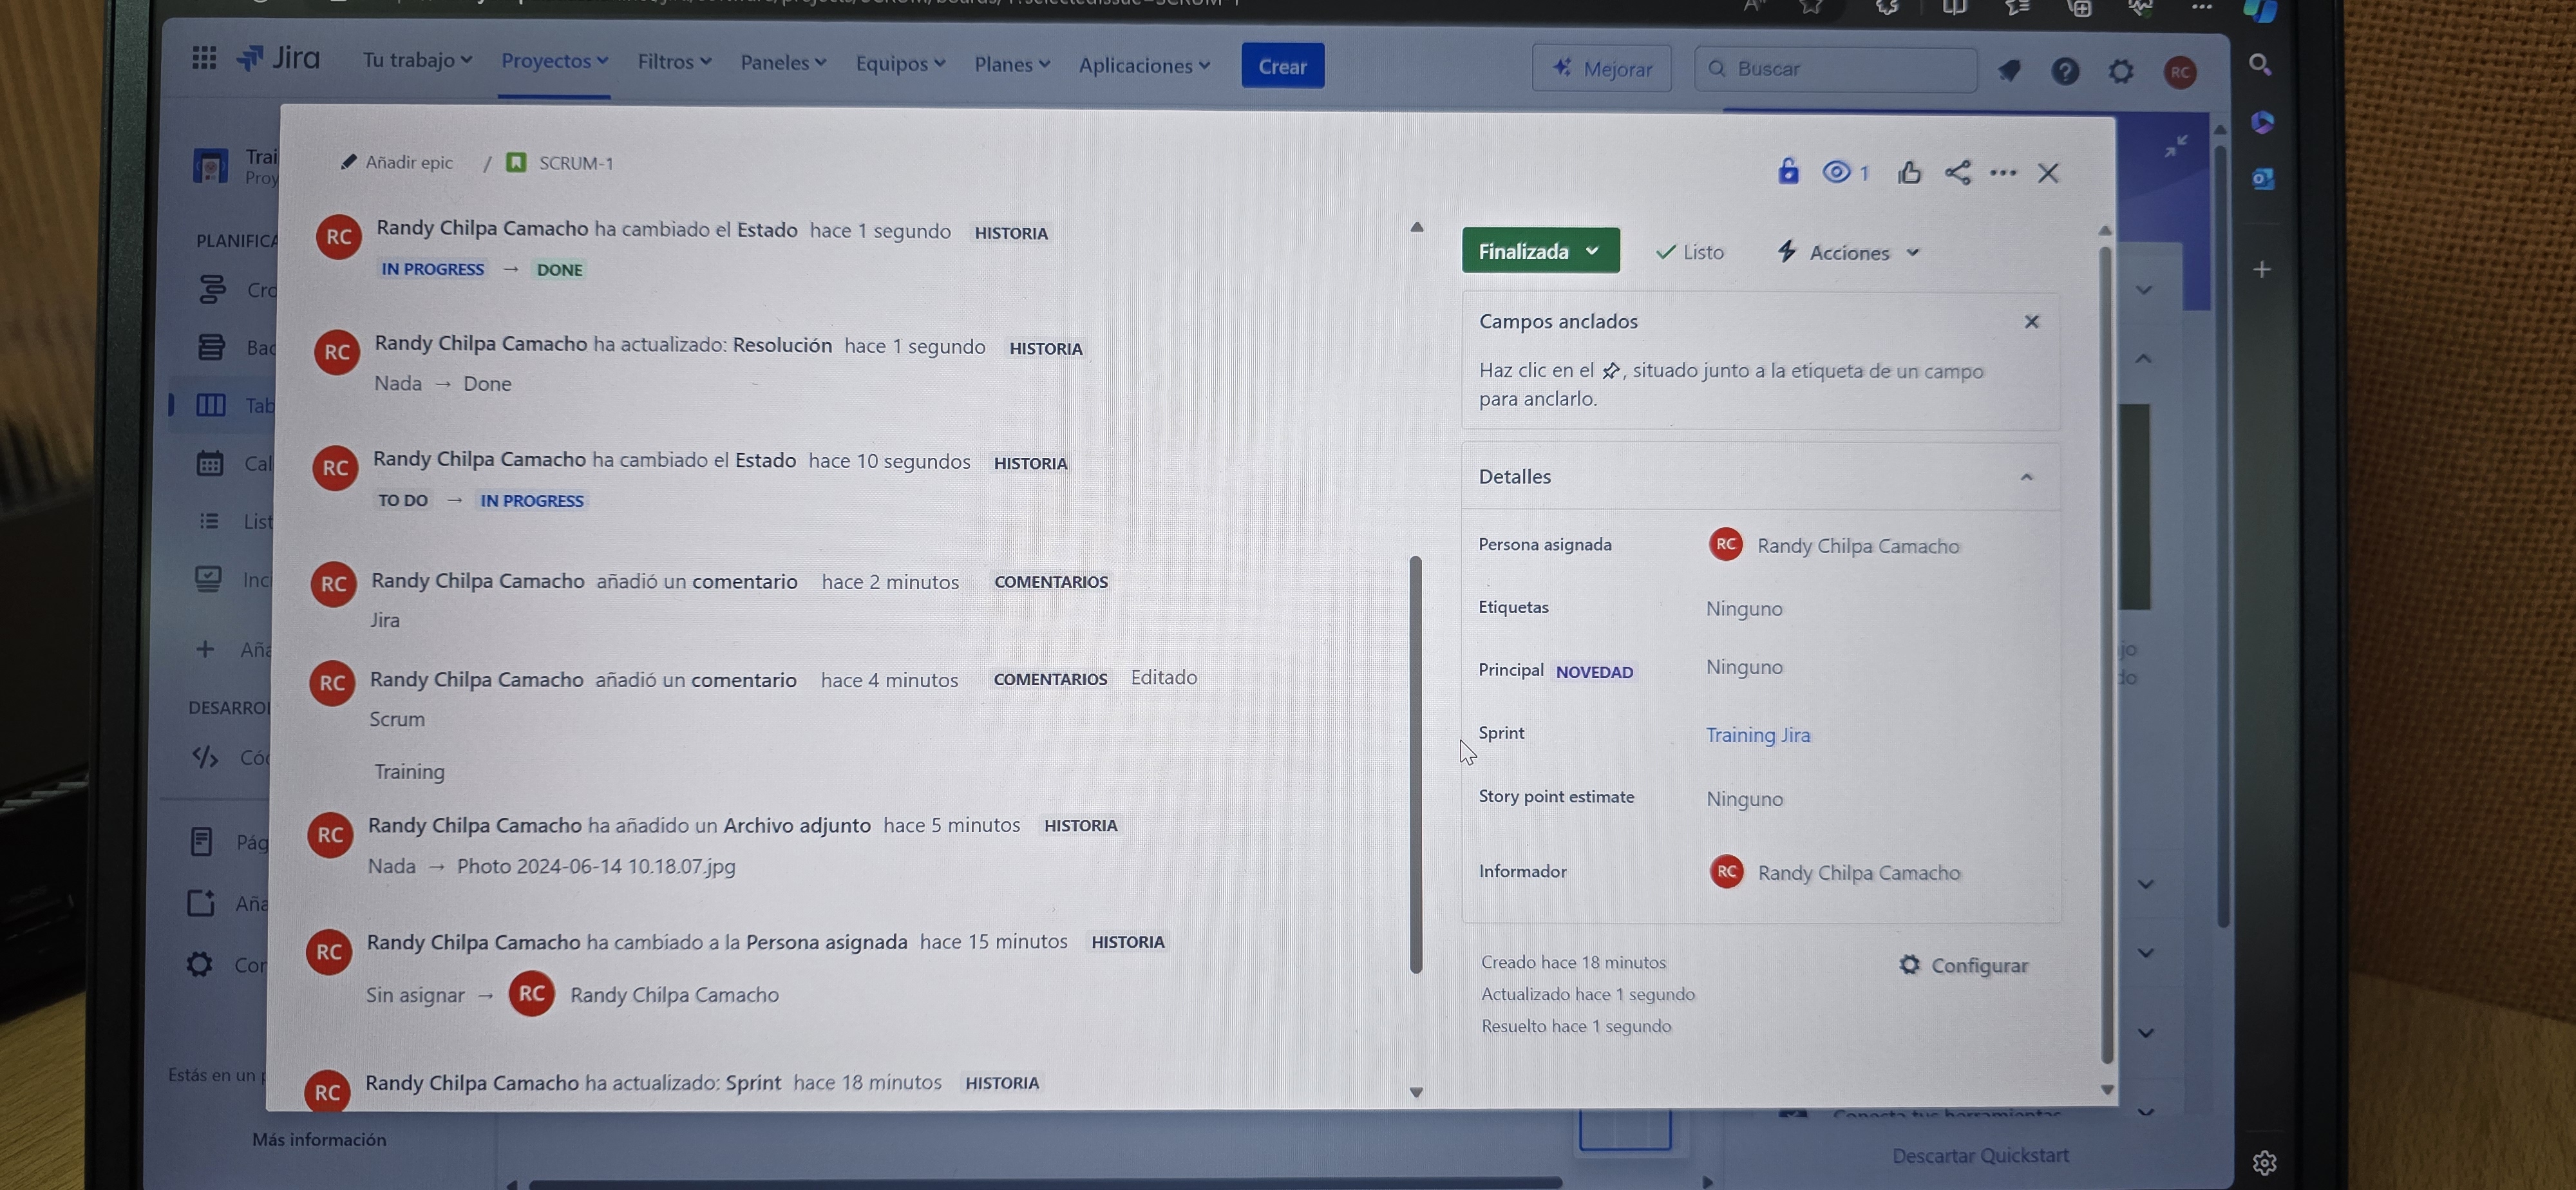 Jira
Tu trabajo
Proyectos
Filtros
Paneles
Equipos
Planes
Aplicaciones
Crear
Mejorar
Buscar
RC
Añadir epic / SCRUM-1
1
RC Randy Chilpa Camacho ha cambiado el Estado hace 1 segundo HISTORIA
IN PROGRESS → DONE
RC Randy Chilpa Camacho ha actualizado: Resolución hace 1 segundo HISTORIA
Nada → Done
RC Randy Chilpa Camacho ha cambiado el Estado hace 10 segundos HISTORIA
TO DO → IN PROGRESS
RC Randy Chilpa Camacho añadió un comentario hace 2 minutos COMENTARIOS
Jira
RC Randy Chilpa Camacho añadió un comentario hace 4 minutos COMENTARIOS Editado
Scrum
Training
RC Randy Chilpa Camacho ha añadido un Archivo adjunto hace 5 minutos HISTORIA
Nada → Photo 2024-06-14 10.18.07.jpg
RC Randy Chilpa Camacho ha cambiado a la Persona asignada hace 15 minutos HISTORIA
Sin asignar → RC Randy Chilpa Camacho
RC Randy Chilpa Camacho ha actualizado: Sprint hace 18 minutos HISTORIA
Finalizada
Listo
Acciones
Campos anclados
Haz clic en el , situado junto a la etiqueta de un campo
para anclarlo.
Detalles
Persona asignada RC Randy Chilpa Camacho
Etiquetas Ninguno
Principal NOVEDAD Ninguno
Sprint Training Jira
Story point estimate Ninguno
Informador RC Randy Chilpa Camacho
Creado hace 18 minutos
Configurar
Actualizado hace 1 segundo
Resuelto hace 1 segundo
Trai
Proy
PLANIFICA
Cro
Bac
Tab
Cal
List
Inci
Aña
DESARROL
Cóc
Pág
Aña
Cor
Estás en un p
Más información
Descartar Quickstart